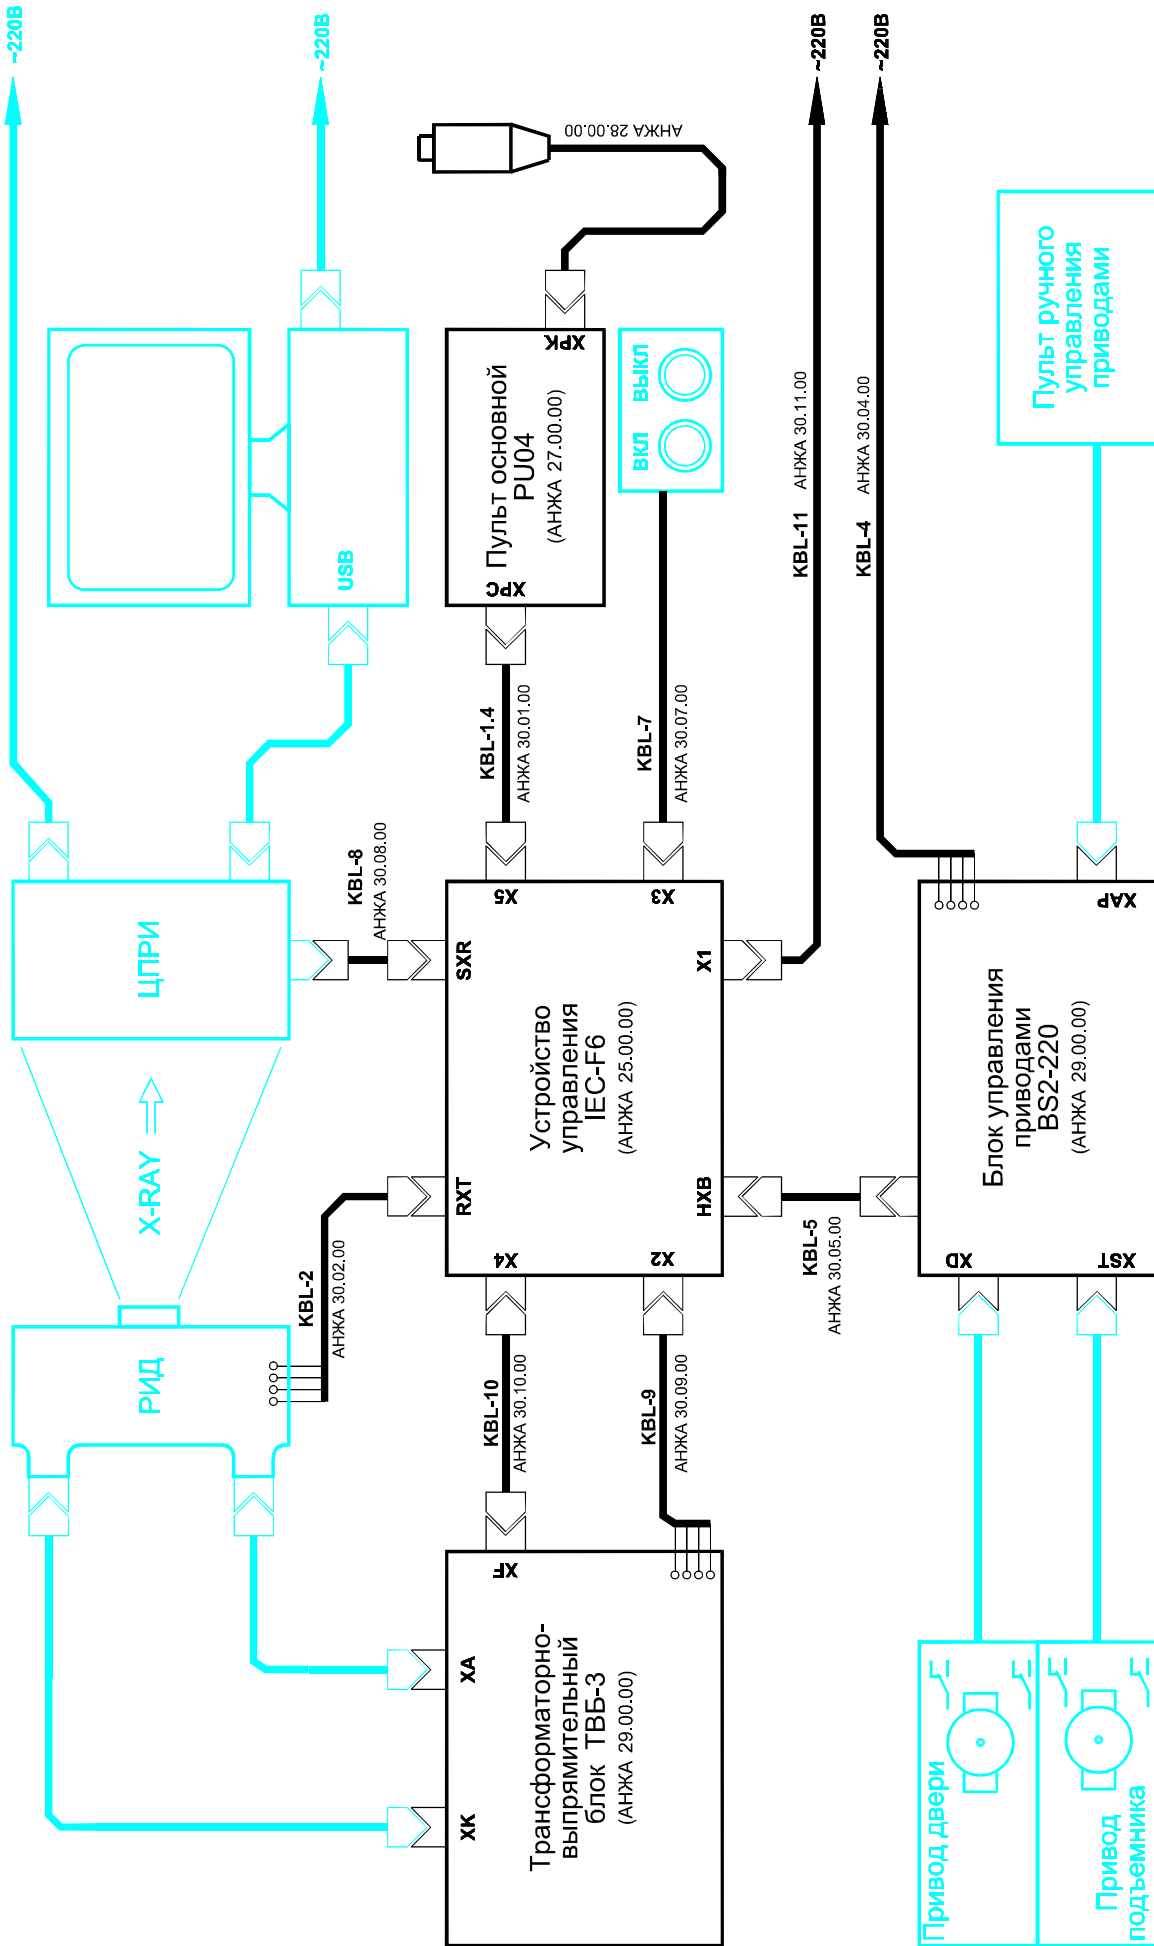 ~220В
~220В
АНЖА 28.00.00
ЦПРИ
X-RAY
РИД
USB
KBL-8
АНЖА 30.08.00
KBL-2
АНЖА 30.02.00
Пульт основной
PU04
(АНЖА 27.00.00)
XPC
XPK
ВКЛ
ВЫКЛ
KBL-1.4
АНЖА 30.01.00
KBL-7
АНЖА 30.07.00
~220В
KBL-11
АНЖА 30.11.00
~220В
KBL-4
АНЖА 30.04.00
Устройство
управления
IEC-F6
(АНЖА 25.00.00)
RXT
SXR
X4
X5
X2
X3
HXB
X1
KBL-10
АНЖА 30.10.00
KBL-9
АНЖА 30.09.00
KBL-5
АНЖА 30.05.00
Трансформаторно-
выпрямительный
блок ТВБ-3
(АНЖА 29.00.00)
XK
XA
XF
Блок управления
приводами
BS2-220
(АНЖА 29.00.00)
XD
XST
XAP
Пульт ручного
управления
приводами
Привод двери
Привод
подъемника